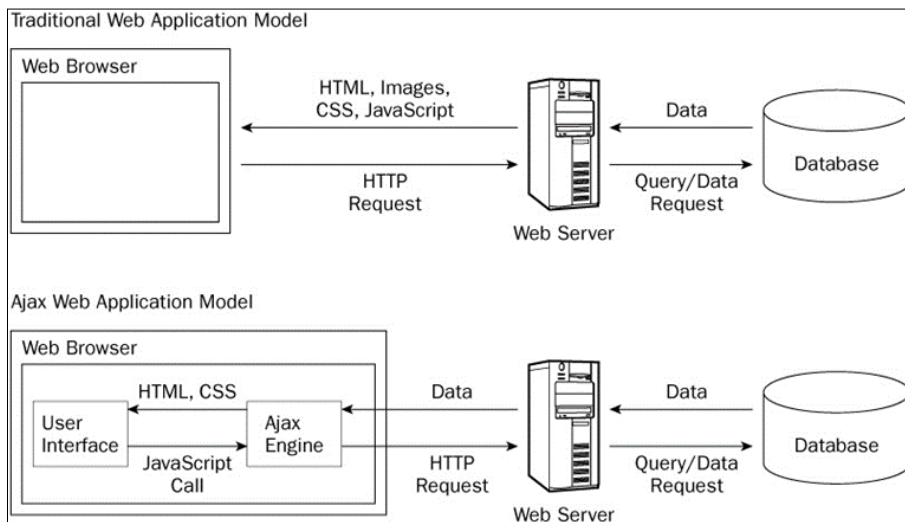 Traditional Web Application Model
Web Browser
HTML, Images,
CSS, JavaScript
HTTP
Request
Web Server
Data
Query/Data
Request
Database
Ajax Web Application Model
Web Browser
User
Interface
HTML, CSS
JavaScript
Call
Ajax
Engine
Data
HTTP
Request
Web Server
Data
Query/Data
Request
Database